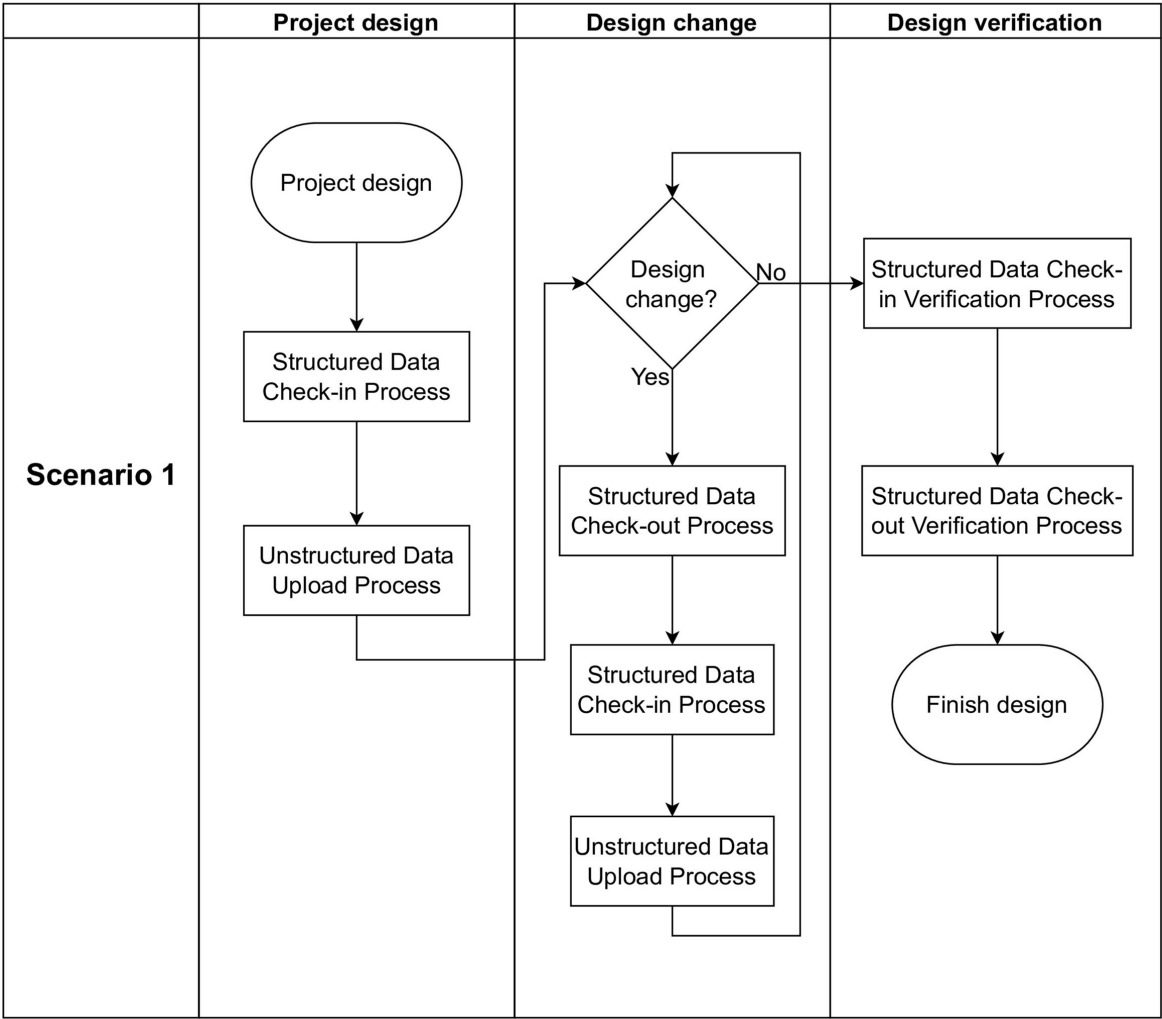 Project design
Design change
Design verification
Scenario 1
Project design
Structured Data
Check-in Process
Unstructured Data
Upload Process
Design
change?
No
Yes
Structured Data
Check-out Process
Structured Data
Check-in Process
Unstructured Data
Upload Process
Structured Data Check-
in Verification Process
Structured Data Check-
out Verification Process
Finish design